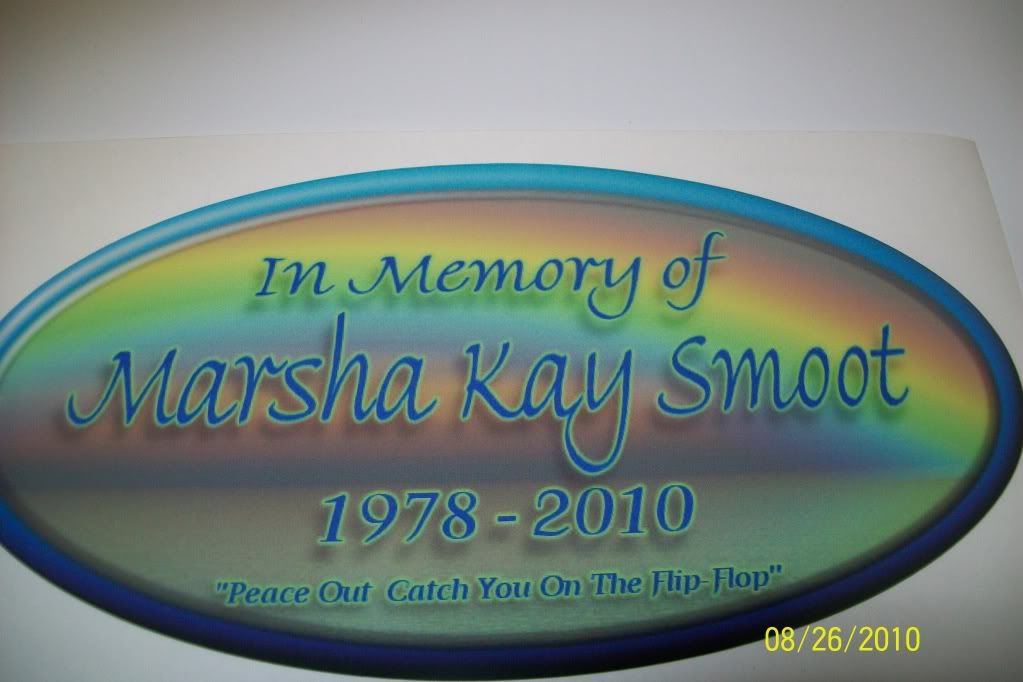 In Memory of
Marsha Kay Smoot
1978 - 2010
"Peace Out Catch You On The Flip-Flop"
08/26/2010